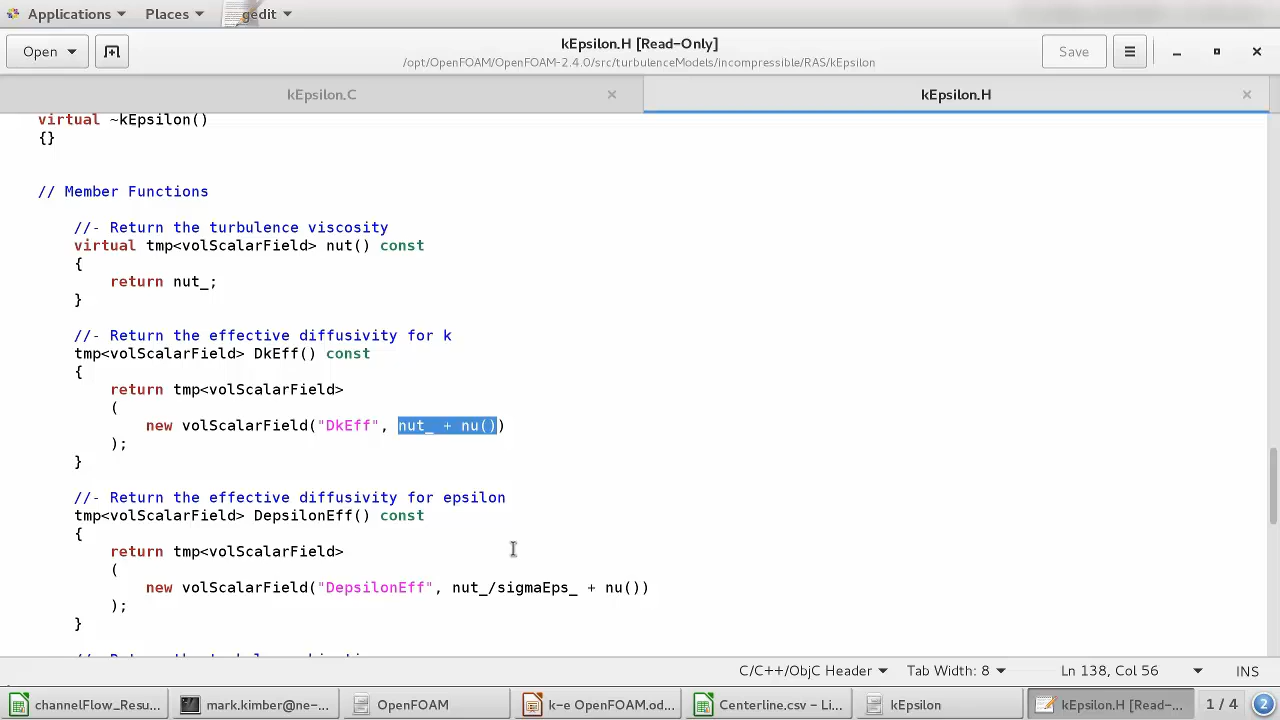 Applications Places gedit
Open kEpsilon.H [Read-Only] Save
/opt/OpenFOAM/OpenFOAM-2.4.0/src/turbulenceModels/incompressible/RAS/kEpsilon
kEpsilon.C kEpsilon.H
virtual ~kEpsilon()
{}
// Member Functions
//- Return the turbulence viscosity
virtual tmp<volScalarField> nut() const
{
return nut_;
}
//- Return the effective diffusivity for k
tmp<volScalarField> DkEff() const
{
return tmp<volScalarField>
(
new volScalarField("DkEff", nut_ + nu())
);
}
//- Return the effective diffusivity for epsilon
tmp<volScalarField> DepsilonEff() const
{
return tmp<volScalarField>
(
new volScalarField("DepsilonEff", nut_/sigmaEps_ + nu())
);
}
C/C++/ObjC Header Tab Width: 8 Ln 138, Col 56 INS
channelFlow_Resu... mark.kimber@ne-... OpenFOAM k-e OpenFOAM.od... Centerline.csv - Li... kEpsilon kEpsilon.H [Read-... 1 / 4 2